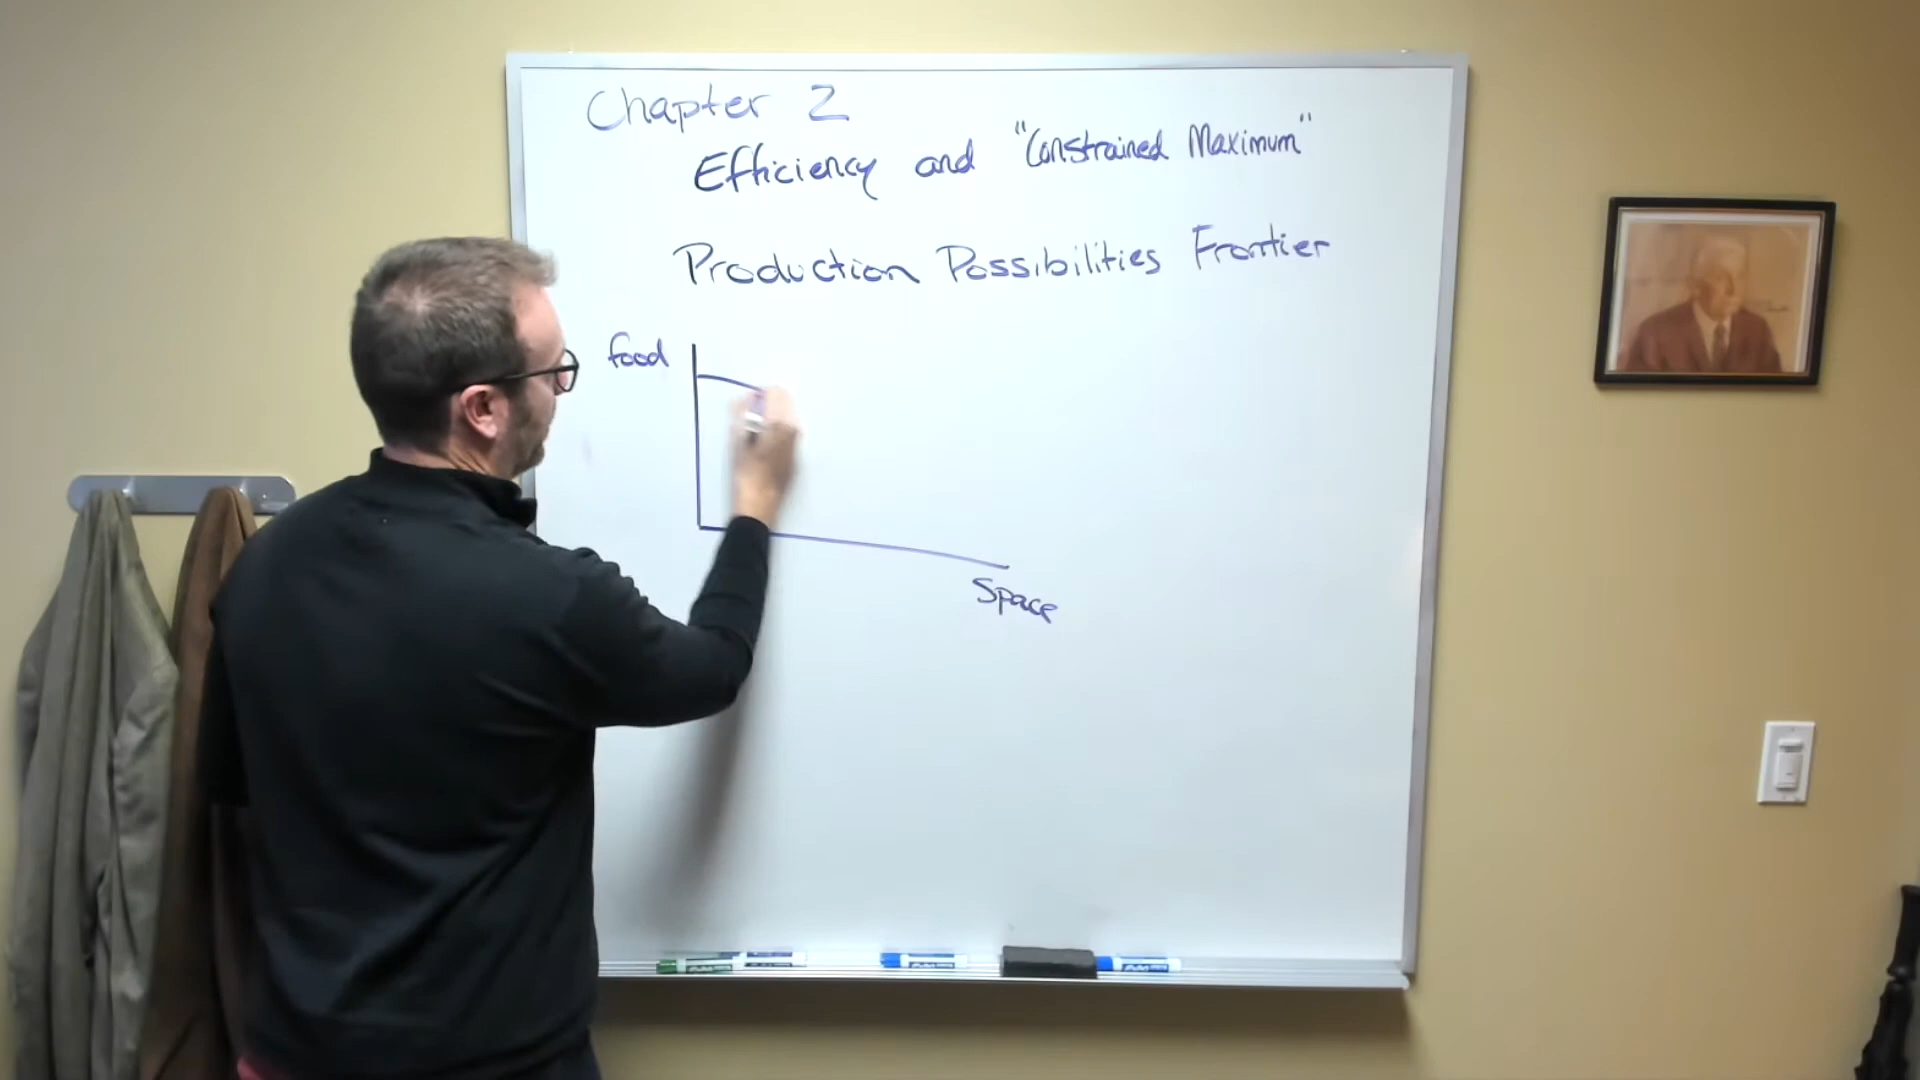 Chapter 2
Efficiency and "Constrained Maximum"
Production Possibilities Frontier
food
Space